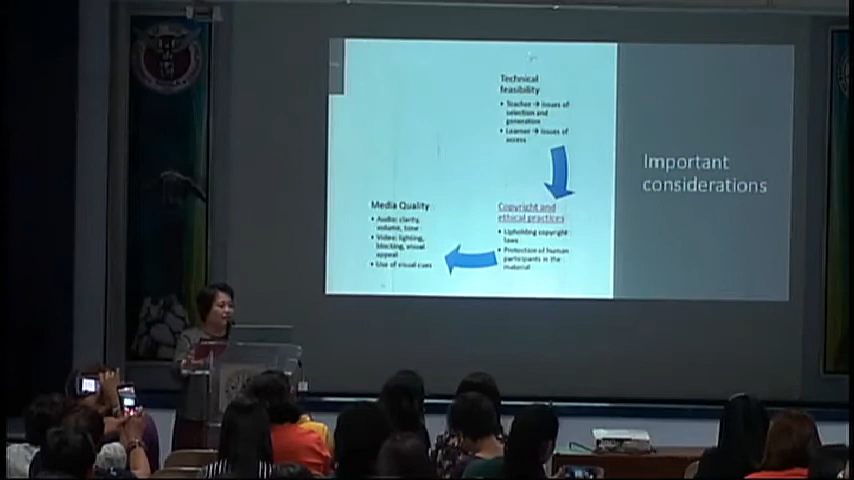 Technical
feasibility
• Teacher → issues of
selection and
generation
• Learner → issues of
access
Important
considerations
Media Quality
• Audio: clarity,
volume, tone
• Video: lighting,
blocking, visual
appeal
• Use of visual cues
Copyright and
ethical practices
• Upholding copyright
laws
• Protection of human
participants in the
material